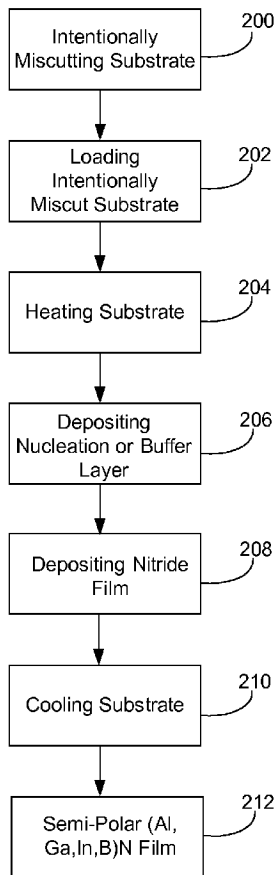 200
Intentionally
Miscutting Substrate
202
Loading
Intentionally
Miscut Substrate
204
Heating Substrate
206
Depositing
Nucleation or Buffer
Layer
208
Depositing Nitride
Film
210
Cooling Substrate
212
Semi-Polar (Al,
Ga,In,B)N Film